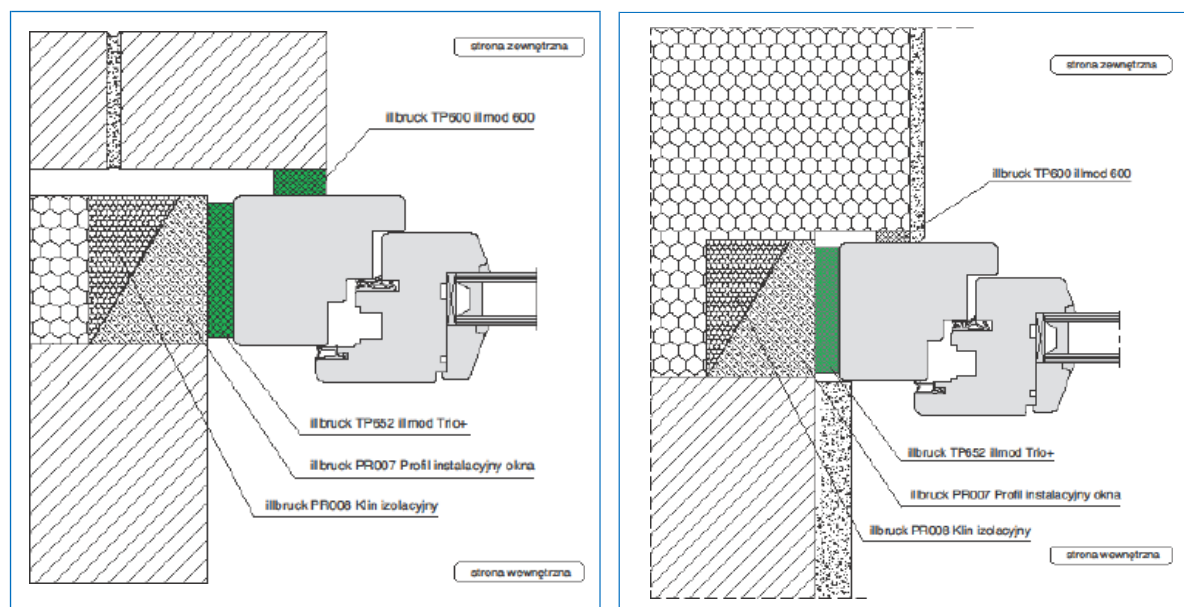 strona zewnętrzna
illbruck TP600 illmod 600
illbruck TP652 illmod Trio+
illbruck PR007 Profil instalacyjny okna
illbruck PR008 Klin izolacyjny
strona wewnętrzna
strona zewnętrzna
illbruck TP600 illmod 600
illbruck TP652 illmod Trio+
illbruck PR007 Profil instalacyjny okna
illbruck PR008 Klin izolacyjny
strona wewnętrzna